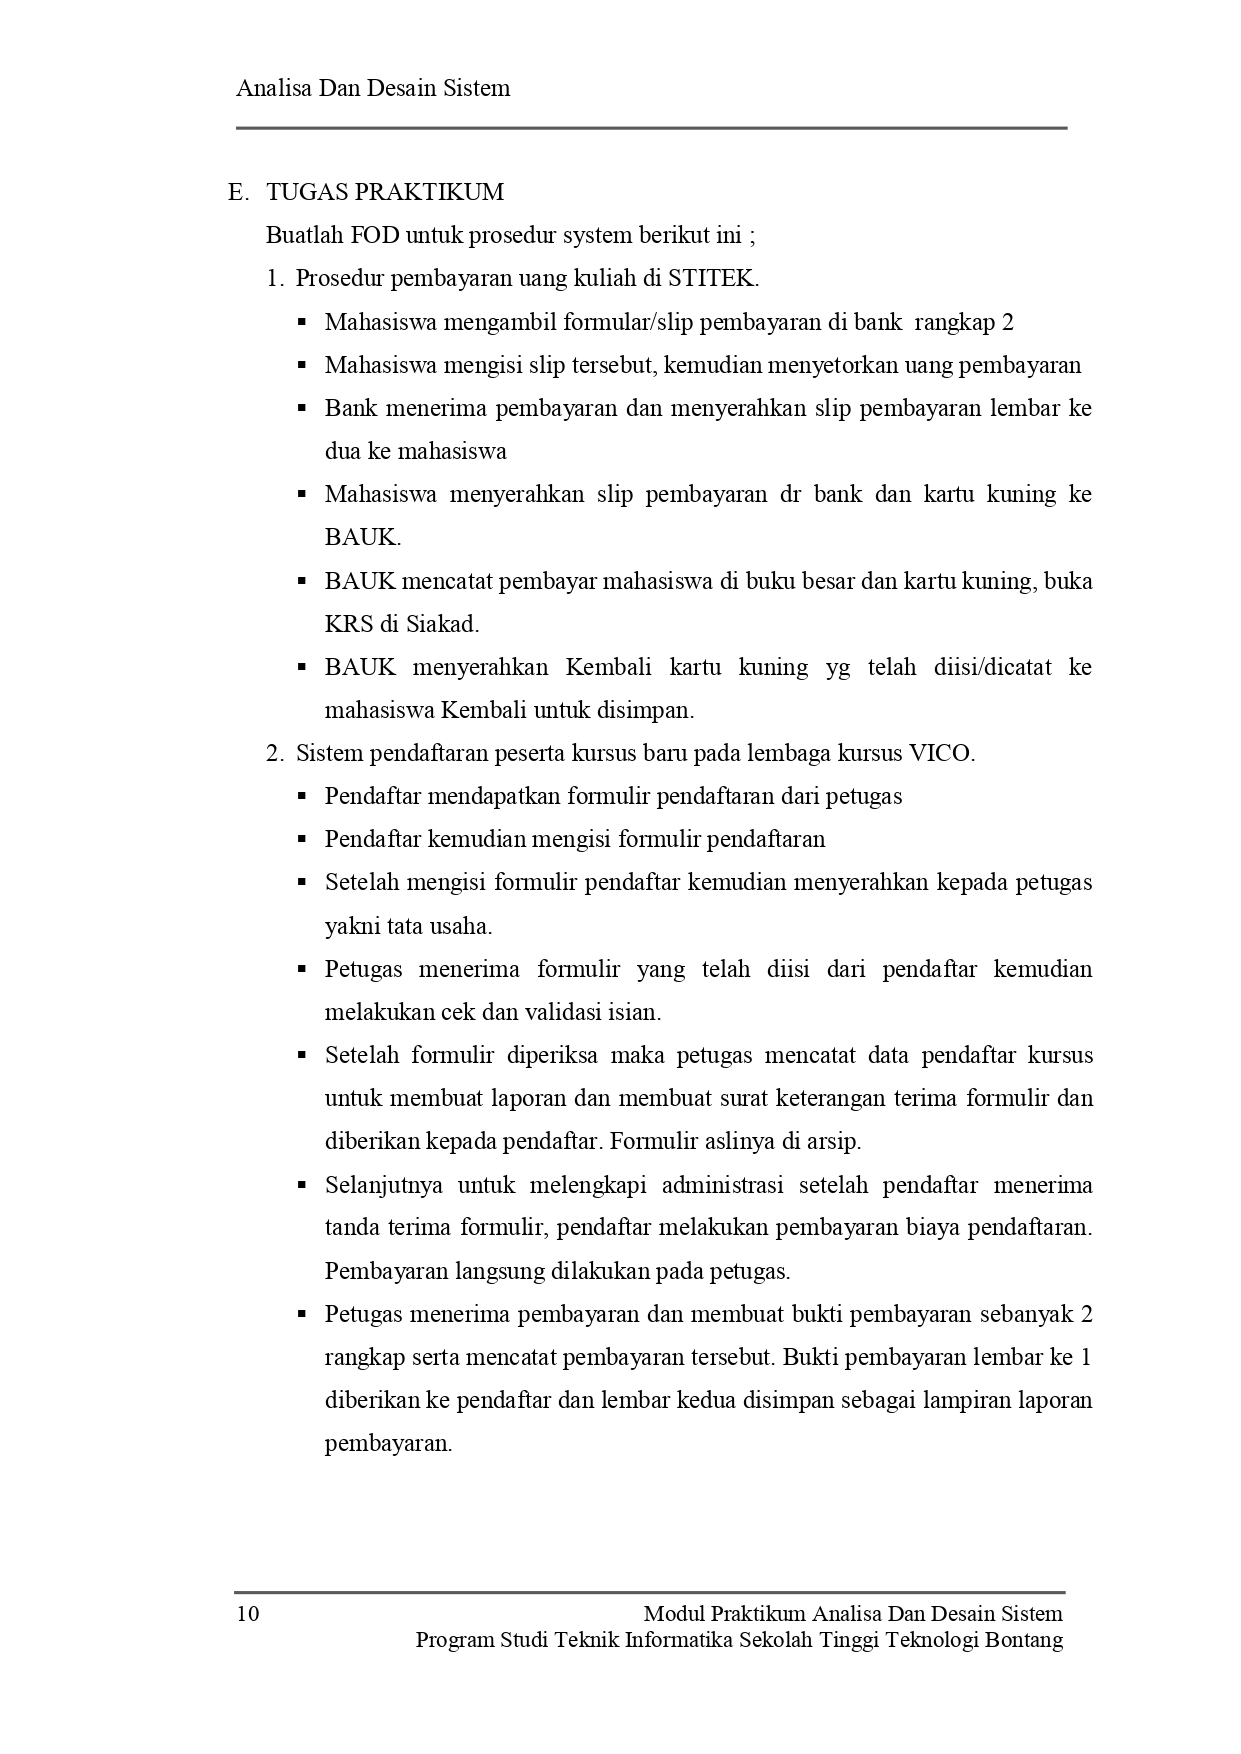 Analisa Dan Desain Sistem
E. TUGAS PRAKTIKUM
Buatlah FOD untuk prosedur system berikut ini ;
1. Prosedur pembayaran uang kuliah di STITEK.
▪ Mahasiswa mengambil formular/slip pembayaran di bank  rangkap 2
▪ Mahasiswa mengisi slip tersebut, kemudian menyetorkan uang pembayaran
▪ Bank menerima pembayaran dan menyerahkan slip pembayaran lembar ke
dua ke mahasiswa
▪ Mahasiswa menyerahkan slip pembayaran dr bank dan kartu kuning ke
BAUK.
▪ BAUK mencatat pembayar mahasiswa di buku besar dan kartu kuning, buka
KRS di Siakad.
▪ BAUK menyerahkan Kembali kartu kuning yg telah diisi/dicatat ke
mahasiswa Kembali untuk disimpan.
2. Sistem pendaftaran peserta kursus baru pada lembaga kursus VICO.
▪ Pendaftar mendapatkan formulir pendaftaran dari petugas
▪ Pendaftar kemudian mengisi formulir pendaftaran
▪ Setelah mengisi formulir pendaftar kemudian menyerahkan kepada petugas
yakni tata usaha.
▪ Petugas menerima formulir yang telah diisi dari pendaftar kemudian
melakukan cek dan validasi isian.
▪ Setelah formulir diperiksa maka petugas mencatat data pendaftar kursus
untuk membuat laporan dan membuat surat keterangan terima formulir dan
diberikan kepada pendaftar. Formulir aslinya di arsip.
▪ Selanjutnya untuk melengkapi administrasi setelah pendaftar menerima
tanda terima formulir, pendaftar melakukan pembayaran biaya pendaftaran.
Pembayaran langsung dilakukan pada petugas.
▪ Petugas menerima pembayaran dan membuat bukti pembayaran sebanyak 2
rangkap serta mencatat pembayaran tersebut. Bukti pembayaran lembar ke 1
diberikan ke pendaftar dan lembar kedua disimpan sebagai lampiran laporan
pembayaran.
10 Modul Praktikum Analisa Dan Desain Sistem
Program Studi Teknik Informatika Sekolah Tinggi Teknologi Bontang